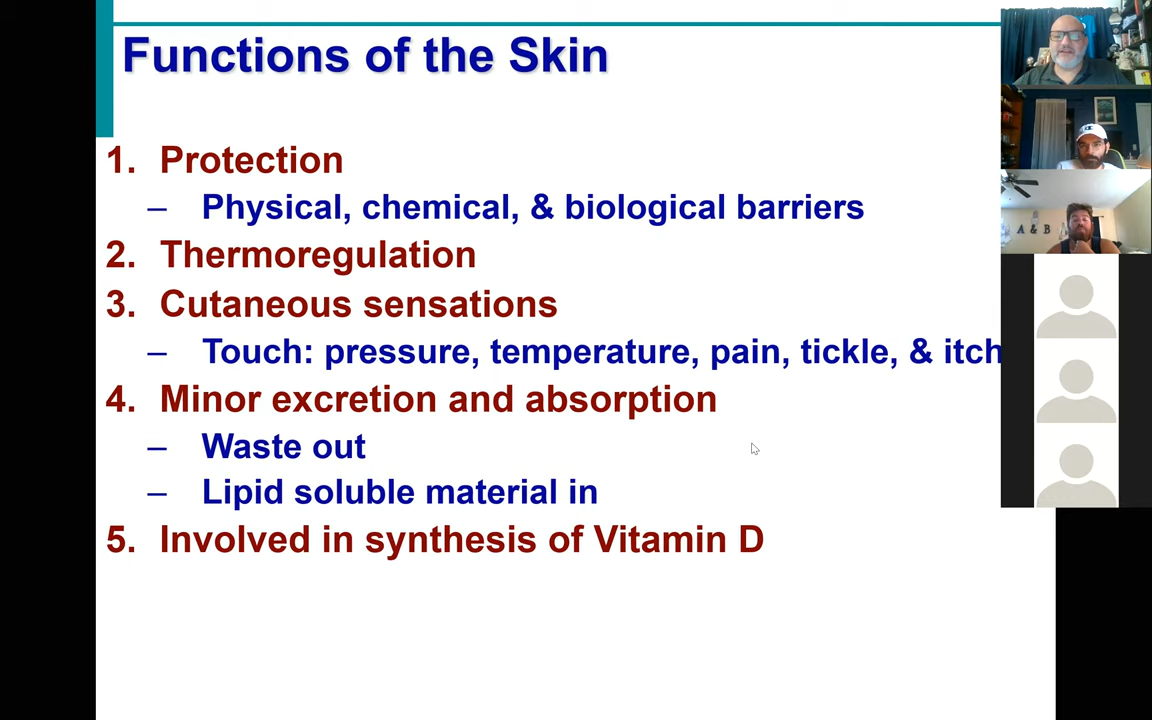 Functions of the Skin
1. Protection
– Physical, chemical, & biological barriers
2. Thermoregulation
3. Cutaneous sensations
– Touch: pressure, temperature, pain, tickle, & itch
4. Minor excretion and absorption
– Waste out
– Lipid soluble material in
5. Involved in synthesis of Vitamin D
A & B